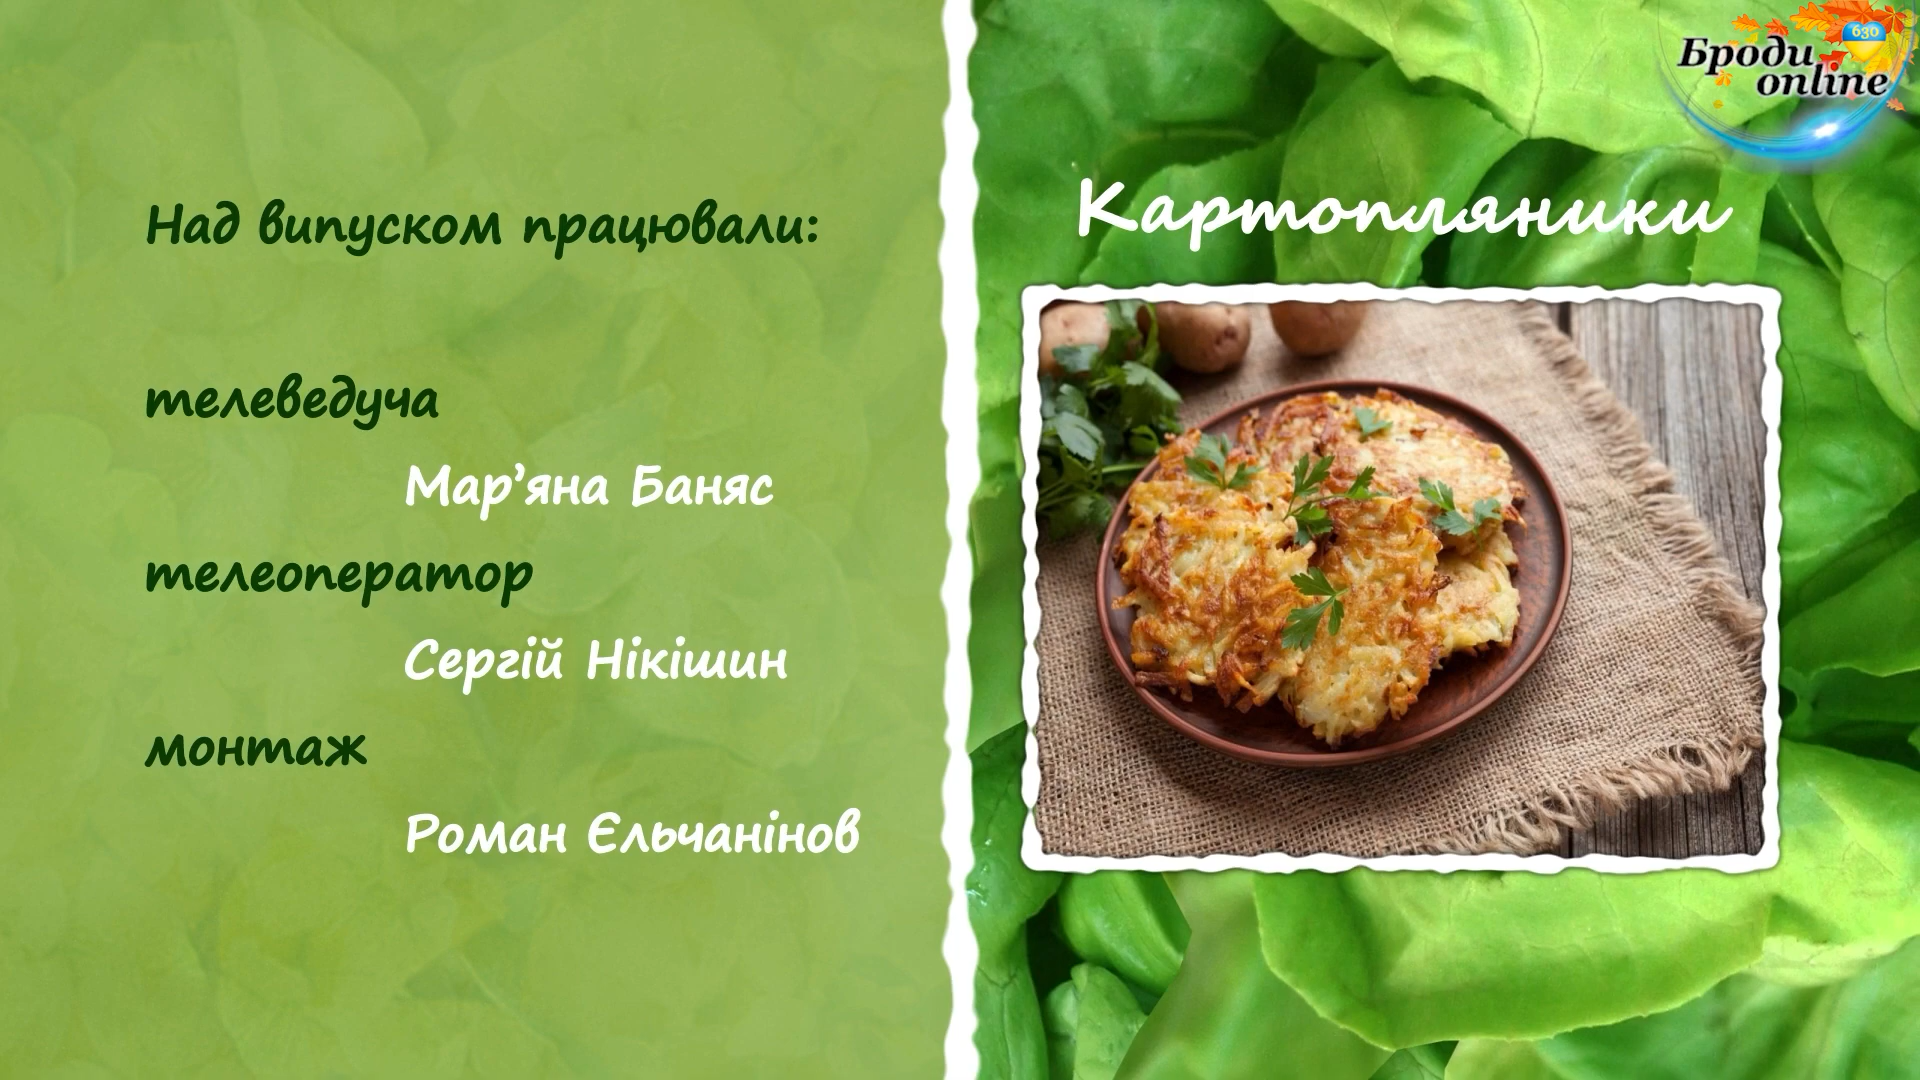 Над випуском працювали:
телеведуча
Мар’яна Баняс
телеоператор
Сергій Нікішин
монтаж
Роман Єльчанінов
Картопляники
630
Броди
online